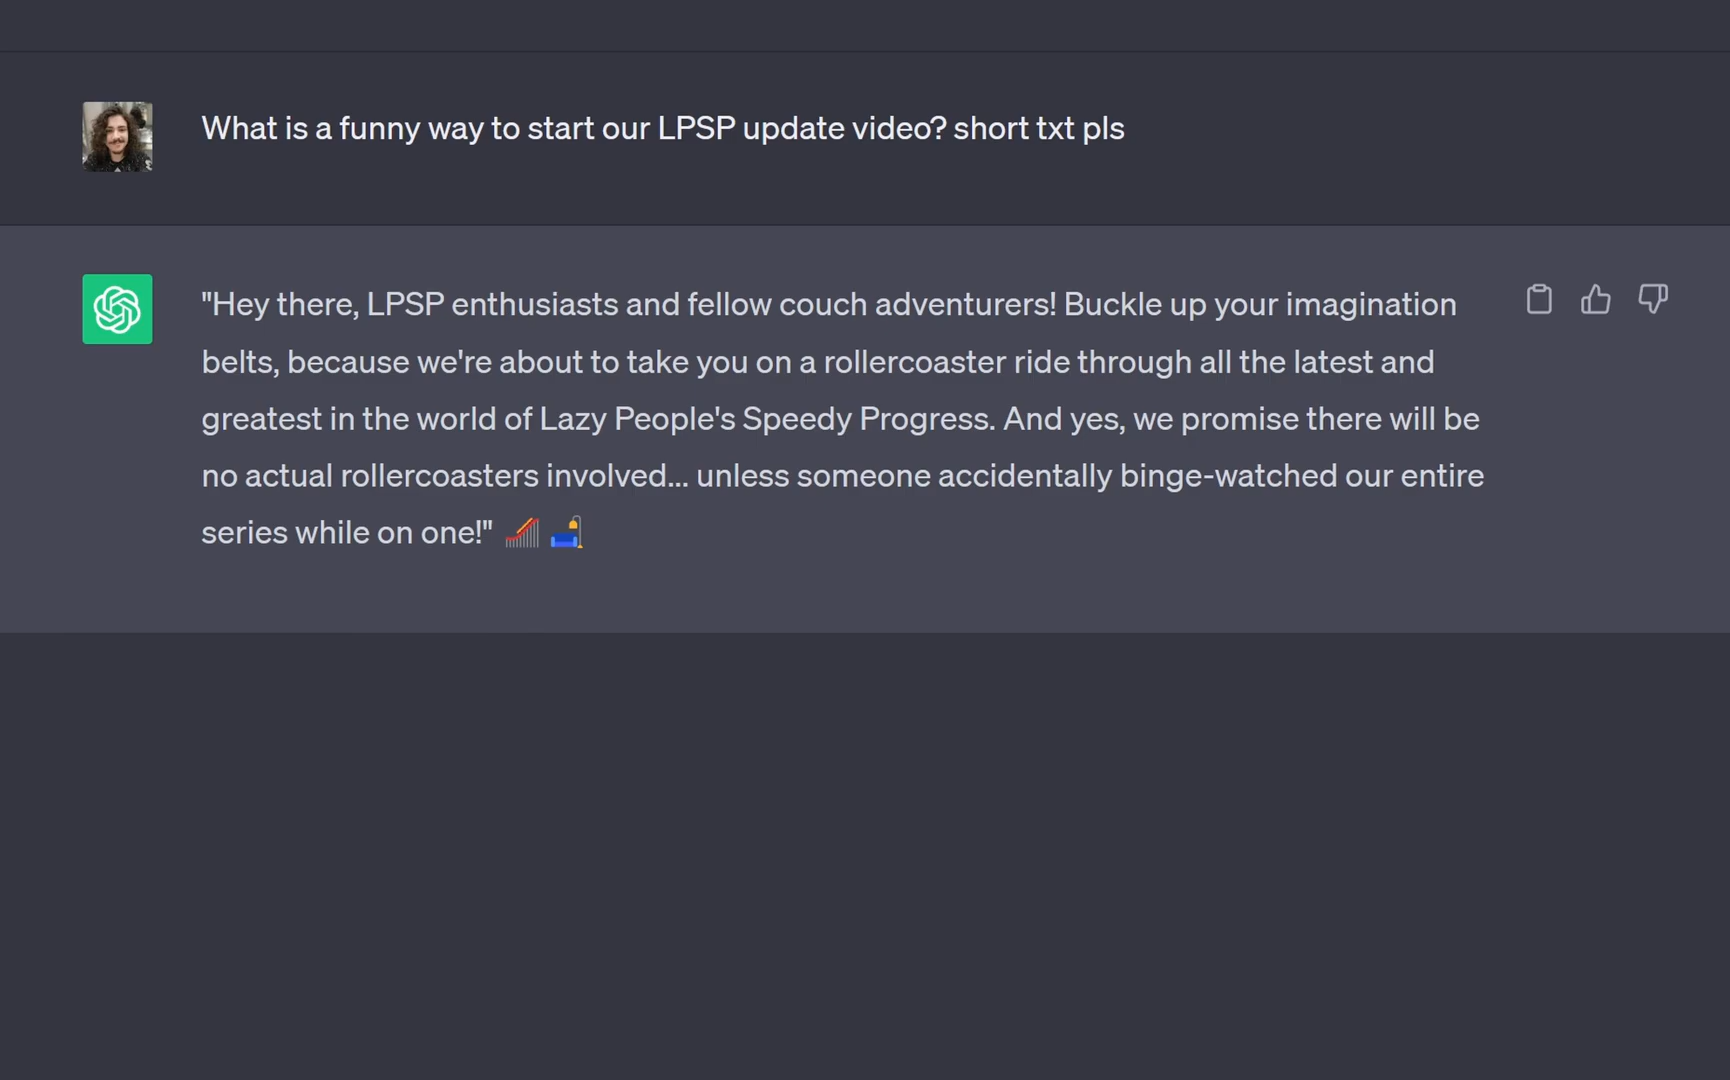 What is a funny way to start our LPSP update video? short txt pls
"Hey there, LPSP enthusiasts and fellow couch adventurers! Buckle up your imagination
belts, because we're about to take you on a rollercoaster ride through all the latest and
greatest in the world of Lazy People's Speedy Progress. And yes, we promise there will be
no actual rollercoasters involved... unless someone accidentally binge-watched our entire
series while on one!" 🎢 🛋️